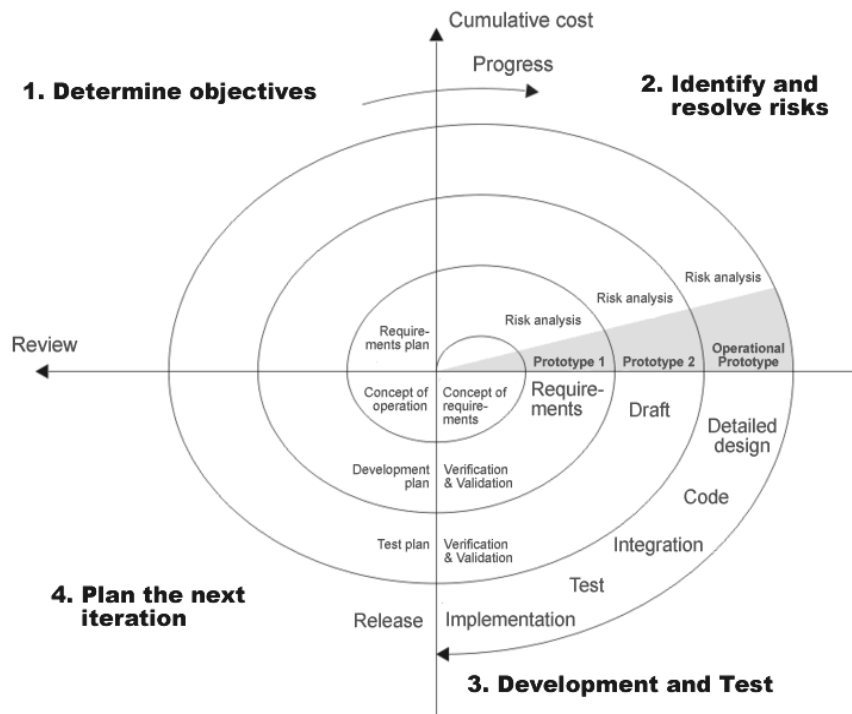 Cumulative cost
Progress
1. Determine objectives
2. Identify and
resolve risks
Risk analysis
Risk analysis
Risk analysis
Require-
ments plan
Review
Prototype 1
Prototype 2
Operational
Prototype
Concept of
operation
Concept of
require-
ments
Require-
ments
Draft
Detailed
design
Development
plan
Verification
& Validation
Code
Test plan
Verification
& Validation
Integration
Test
4. Plan the next
iteration
Release
Implementation
3. Development and Test